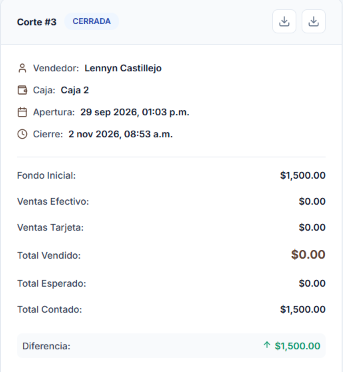 Corte #3 CERRADA
Vendedor: Lennyn Castillejo
Caja: Caja 2
Apertura: 29 sep 2026, 01:03 p.m.
Cierre: 2 nov 2026, 08:53 a.m.
Fondo Inicial: $1,500.00
Ventas Efectivo: $0.00
Ventas Tarjeta: $0.00
Total Vendido: $0.00
Total Esperado: $0.00
Total Contado: $1,500.00
Diferencia: ↑ $1,500.00